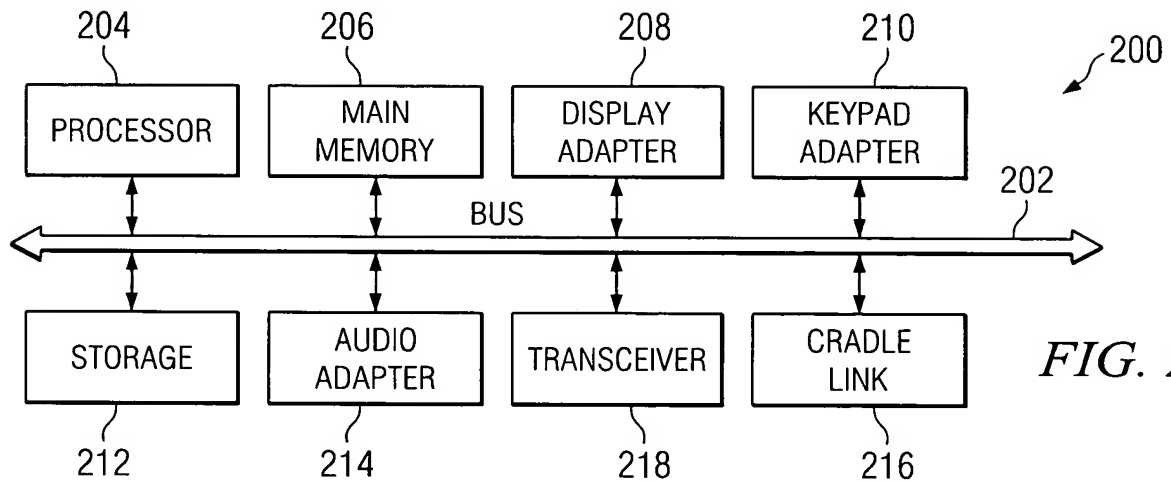 204
206
208
210
200
PROCESSOR
MAIN
MEMORY
DISPLAY
ADAPTER
KEYPAD
ADAPTER
BUS
202
STORAGE
AUDIO
ADAPTER
TRANSCEIVER
CRADLE
LINK
FIG.
212
214
218
216